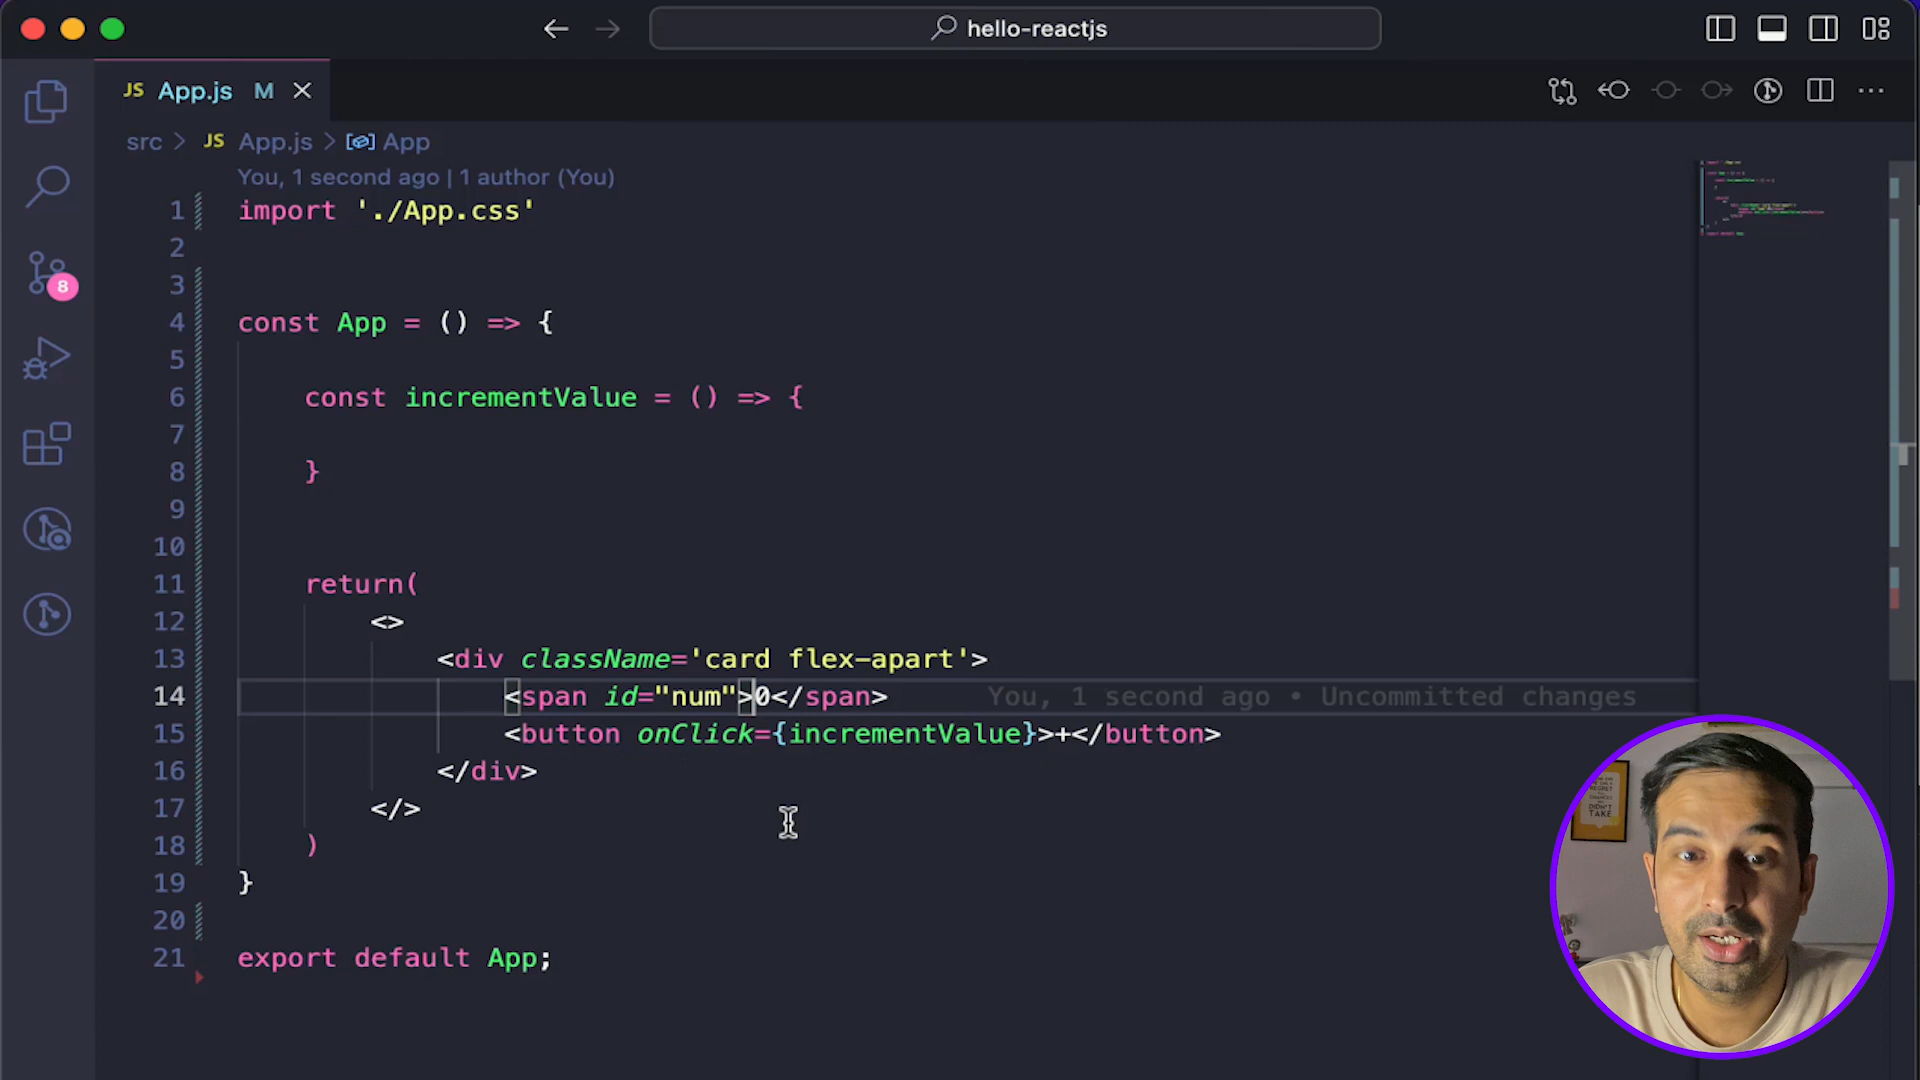 hello-reactjs
JS App.js M
src > JS App.js > App
You, 1 second ago | 1 author (You)
1 import './App.css'
2
3
4 const App = () => {
5
6 const incrementValue = () => {
7
8 }
9
10
11 return(
12 <>
13 <div className='card flex-apart'>
14 <span id="num">0</span> You, 1 second ago • Uncommitted changes
15 <button onClick={incrementValue}>+</button>
16 </div>
17 </>
18 )
19 }
20
21 export default App;
8
REGRET
DIDN'T
TAKE